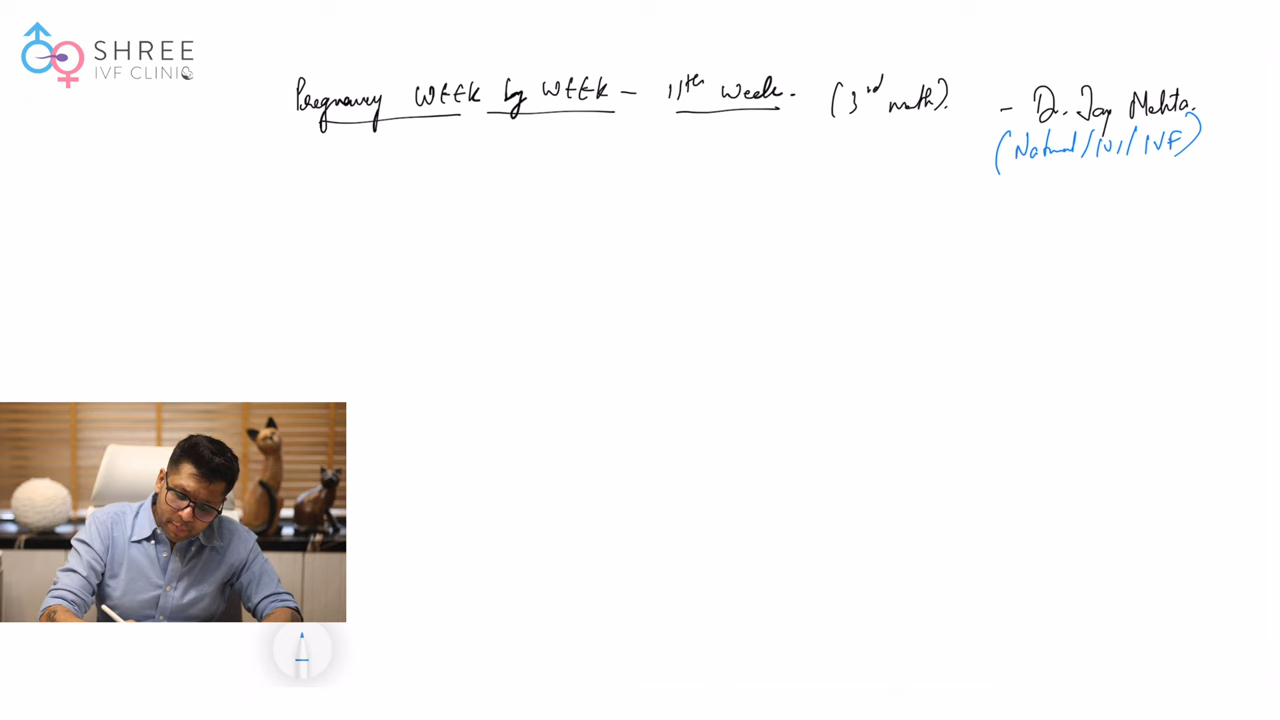 SHREE
IVF CLINIC
Pregnancy WEEK by WEEK – 11th Week. (3rd month). – Dr. Jay Mehta.
(Natural/IUI/IVF)